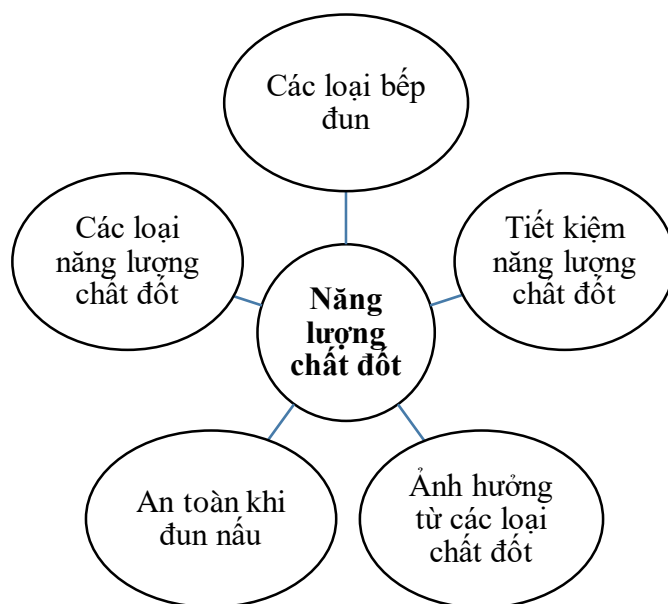 Các loại bếp
đun
Các loại
năng lượng
chất đốt
Tiết kiệm
năng lượng
chất đốt
Năng
lượng
chất đốt
An toàn khi
đun nấu
Ảnh hưởng
từ các loại
chất đốt